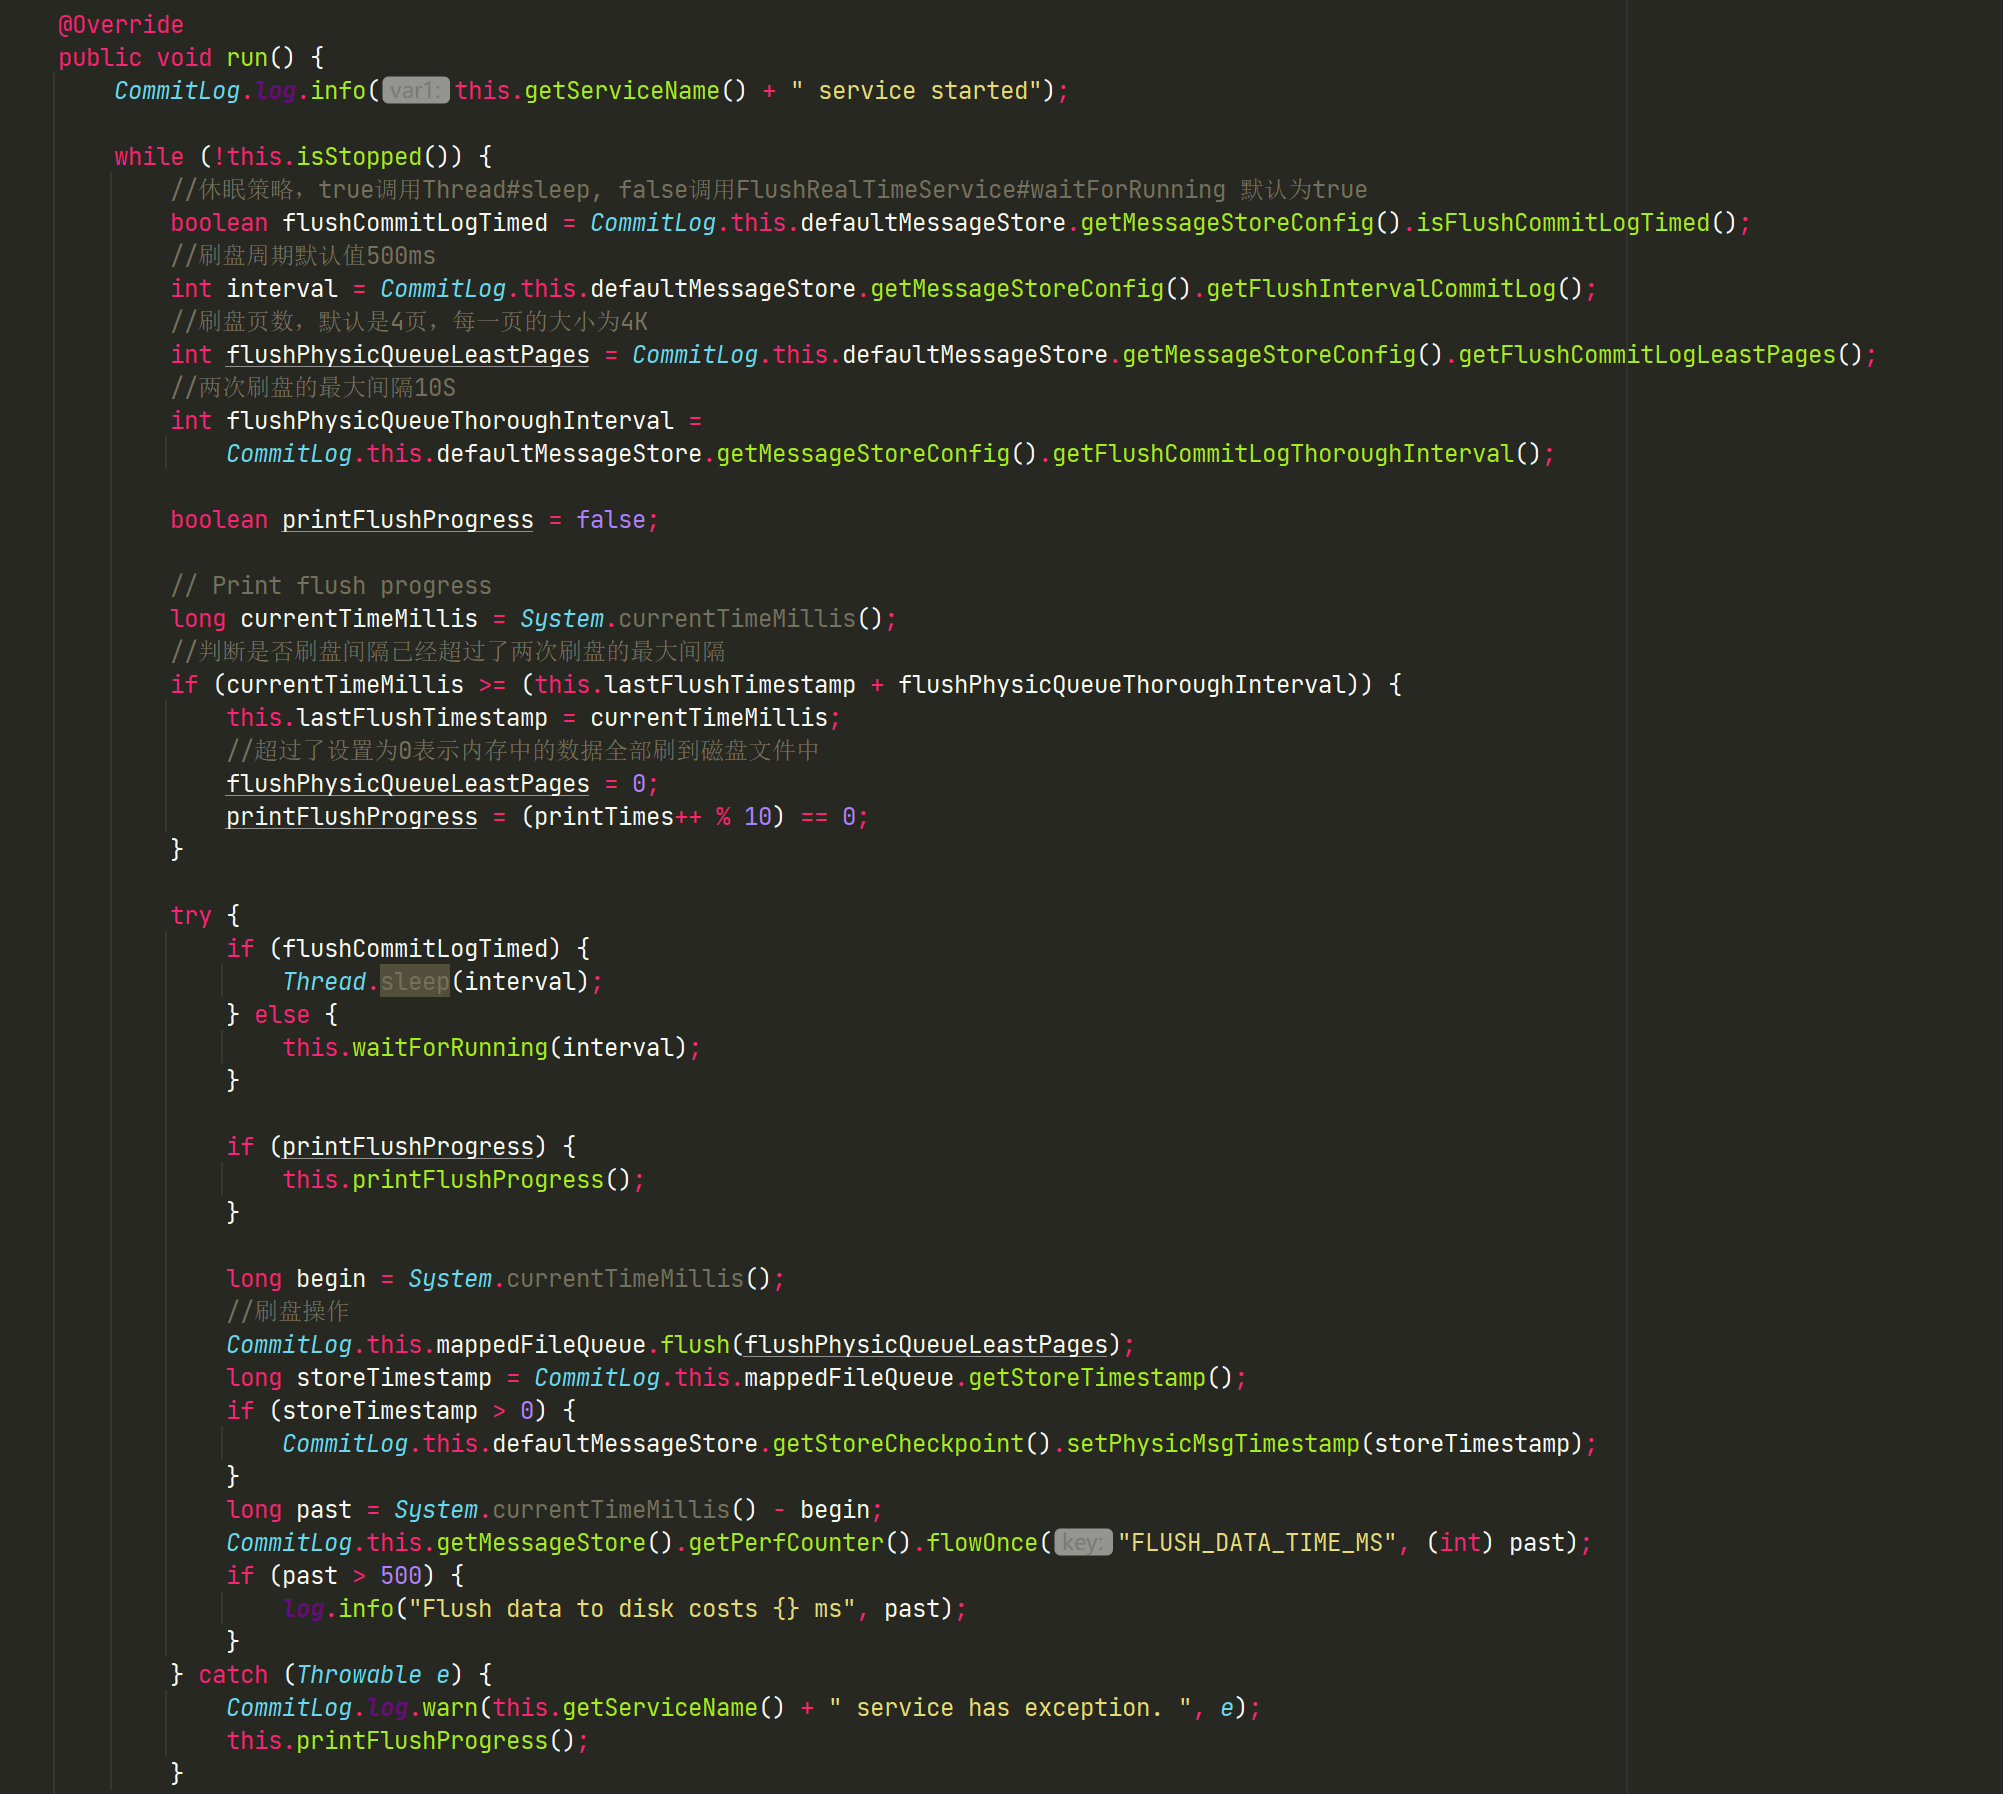 @Override
public void run() {
CommitLog.log.info( var1: this.getServiceName() + " service started");
while (!this.isStopped()) {
//休眠策略，true调用Thread#sleep, false调用FlushRealTimeService#waitForRunning 默认为true
boolean flushCommitLogTimed = CommitLog.this.defaultMessageStore.getMessageStoreConfig().isFlushCommitLogTimed();
//刷盘周期默认值500ms
int interval = CommitLog.this.defaultMessageStore.getMessageStoreConfig().getFlushIntervalCommitLog();
//刷盘页数，默认是4页，每一页的大小为4K
int flushPhysicQueueLeastPages = CommitLog.this.defaultMessageStore.getMessageStoreConfig().getFlushCommitLogLeastPages();
//两次刷盘的最大间隔10S
int flushPhysicQueueThoroughInterval =
CommitLog.this.defaultMessageStore.getMessageStoreConfig().getFlushCommitLogThoroughInterval();
boolean printFlushProgress = false;
// Print flush progress
long currentTimeMillis = System.currentTimeMillis();
//判断是否刷盘间隔已经超过了两次刷盘的最大间隔
if (currentTimeMillis >= (this.lastFlushTimestamp + flushPhysicQueueThoroughInterval)) {
this.lastFlushTimestamp = currentTimeMillis;
//超过了设置为0表示内存中的数据全部刷到磁盘文件中
flushPhysicQueueLeastPages = 0;
printFlushProgress = (printTimes++ % 10) == 0;
}
try {
if (flushCommitLogTimed) {
Thread.sleep(interval);
} else {
this.waitForRunning(interval);
}
if (printFlushProgress) {
this.printFlushProgress();
}
long begin = System.currentTimeMillis();
//刷盘操作
CommitLog.this.mappedFileQueue.flush(flushPhysicQueueLeastPages);
long storeTimestamp = CommitLog.this.mappedFileQueue.getStoreTimestamp();
if (storeTimestamp > 0) {
CommitLog.this.defaultMessageStore.getStoreCheckpoint().setPhysicMsgTimestamp(storeTimestamp);
}
long past = System.currentTimeMillis() - begin;
CommitLog.this.getMessageStore().getPerfCounter().flowOnce( key: "FLUSH_DATA_TIME_MS", (int) past);
if (past > 500) {
log.info("Flush data to disk costs {} ms", past);
}
} catch (Throwable e) {
CommitLog.log.warn(this.getServiceName() + " service has exception. ", e);
this.printFlushProgress();
}